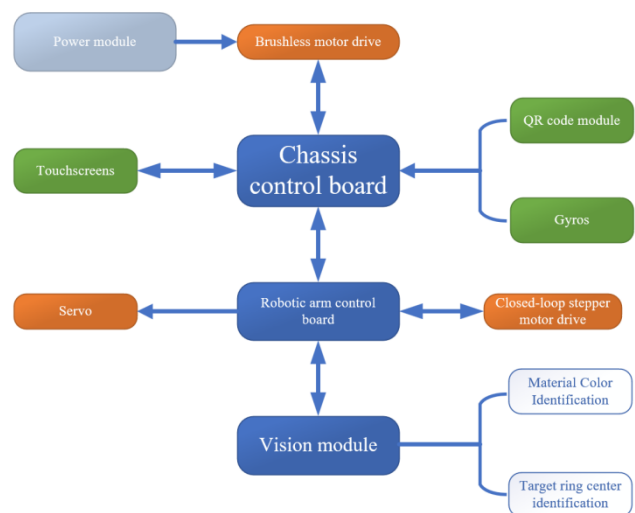 Power module
Brushless motor drive
QR code module
Chassis
control board
Touchscreens
Gyros
Servo
Robotic arm control
board
Closed-loop stepper
motor drive
Material Color
Identification
Vision module
Target ring center
identification